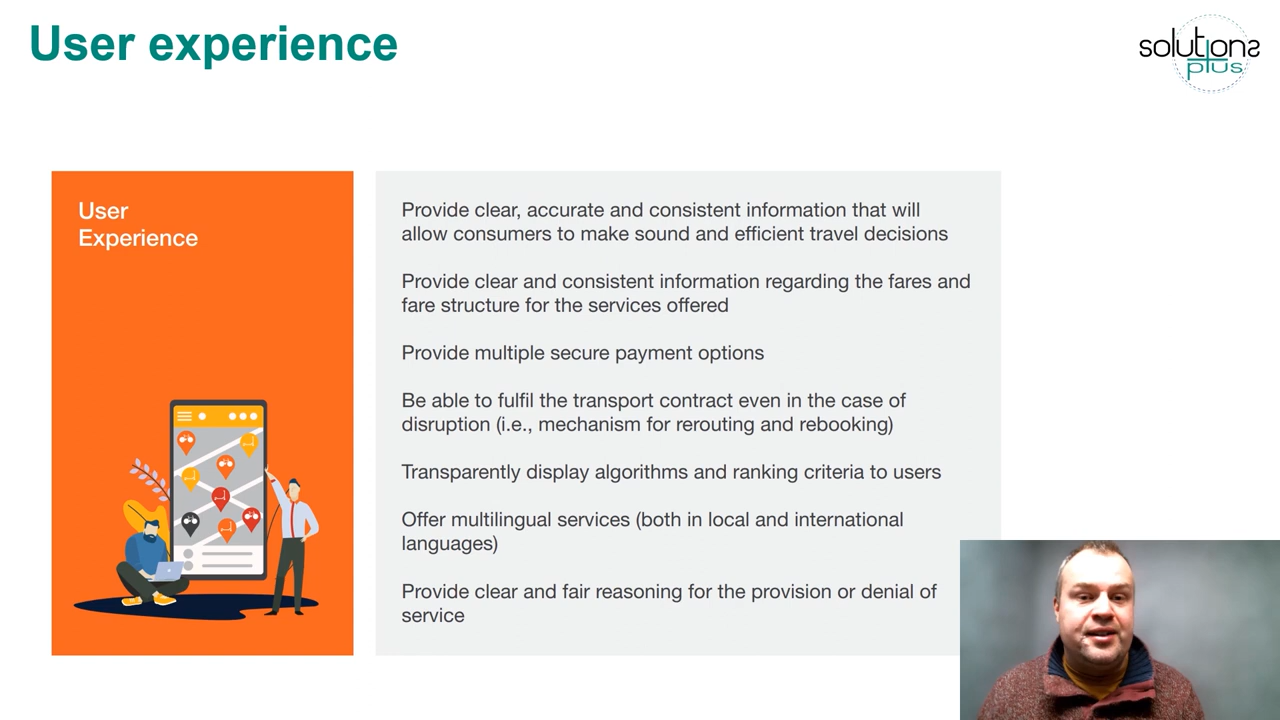 User experience
solutions
plus
User
Experience
Provide clear, accurate and consistent information that will
allow consumers to make sound and efficient travel decisions
Provide clear and consistent information regarding the fares and
fare structure for the services offered
Provide multiple secure payment options
Be able to fulfil the transport contract even in the case of
disruption (i.e., mechanism for rerouting and rebooking)
Transparently display algorithms and ranking criteria to users
Offer multilingual services (both in local and international
languages)
Provide clear and fair reasoning for the provision or denial of
service